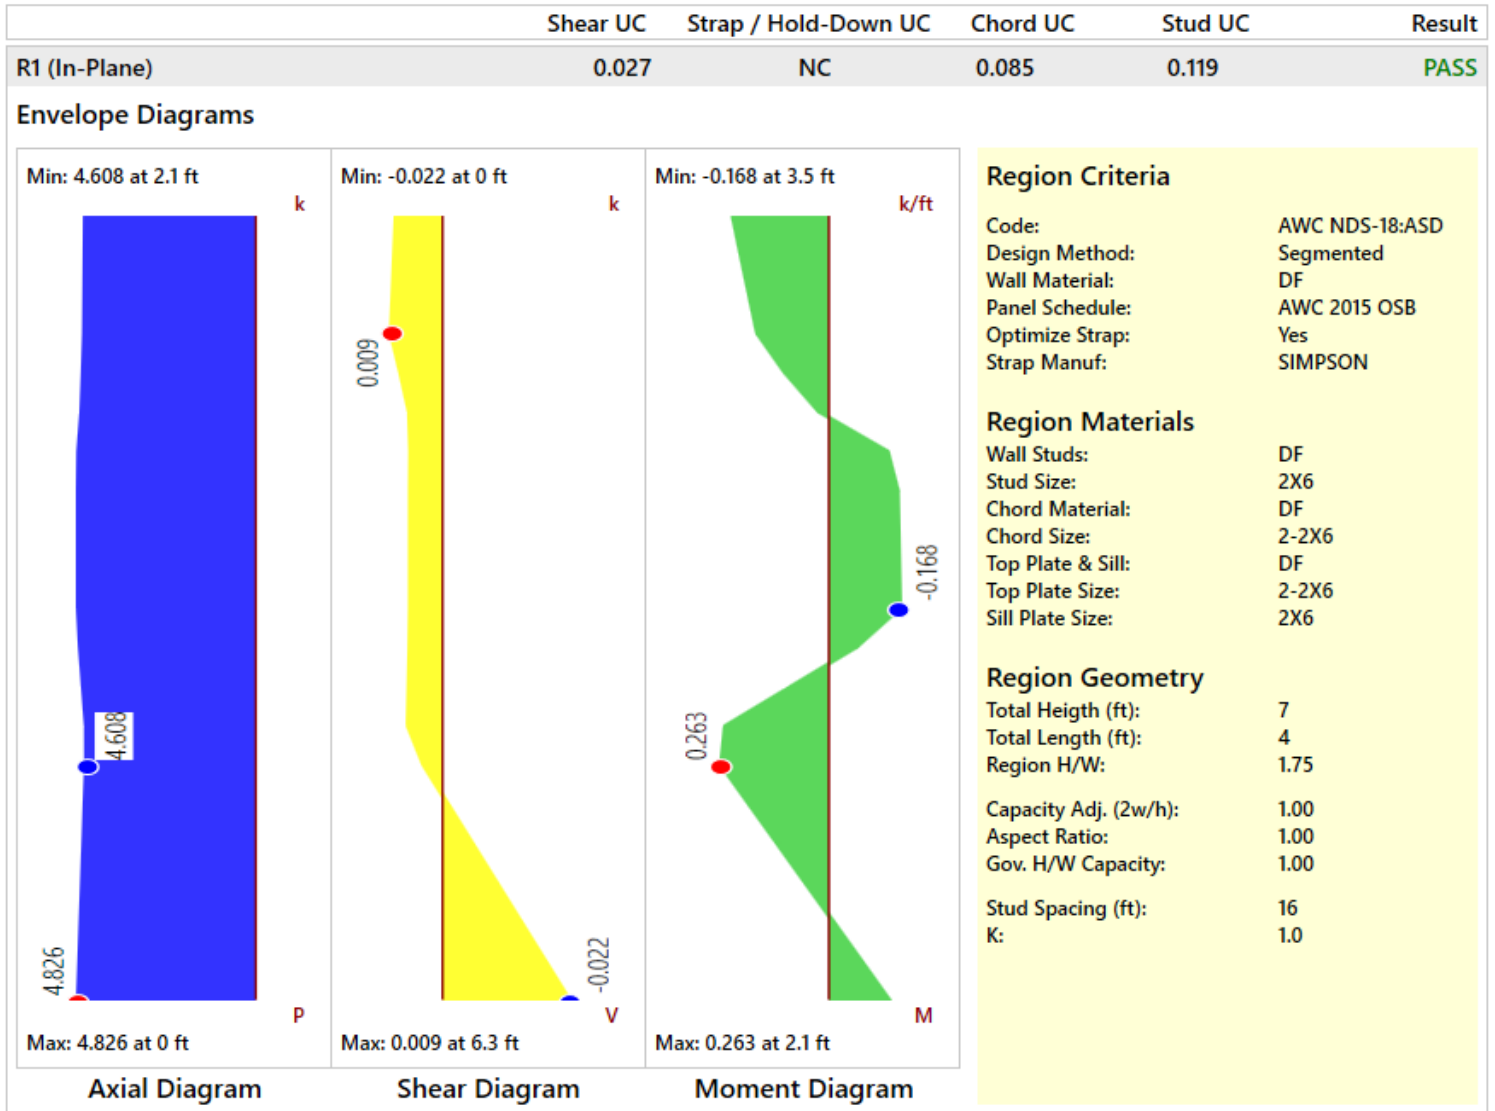 Shear UC Strap / Hold-Down UC Chord UC Stud UC Result
R1 (In-Plane) 0.027 NC 0.085 0.119 PASS
Envelope Diagrams
Min: 4.608 at 2.1 ft
k
4.608
4.826
P
Max: 4.826 at 0 ft
Axial Diagram
Min: -0.022 at 0 ft
k
0.009
-0.022
V
Max: 0.009 at 6.3 ft
Shear Diagram
Min: -0.168 at 3.5 ft
k/ft
-0.168
0.263
M
Max: 0.263 at 2.1 ft
Moment Diagram
Region Criteria
Code: AWC NDS-18:ASD
Design Method: Segmented
Wall Material: DF
Panel Schedule: AWC 2015 OSB
Optimize Strap: Yes
Strap Manuf: SIMPSON
Region Materials
Wall Studs: DF
Stud Size: 2X6
Chord Material: DF
Chord Size: 2-2X6
Top Plate & Sill: DF
Top Plate Size: 2-2X6
Sill Plate Size: 2X6
Region Geometry
Total Heigth (ft): 7
Total Length (ft): 4
Region H/W: 1.75
Capacity Adj. (2w/h): 1.00
Aspect Ratio: 1.00
Gov. H/W Capacity: 1.00
Stud Spacing (ft): 16
K: 1.0